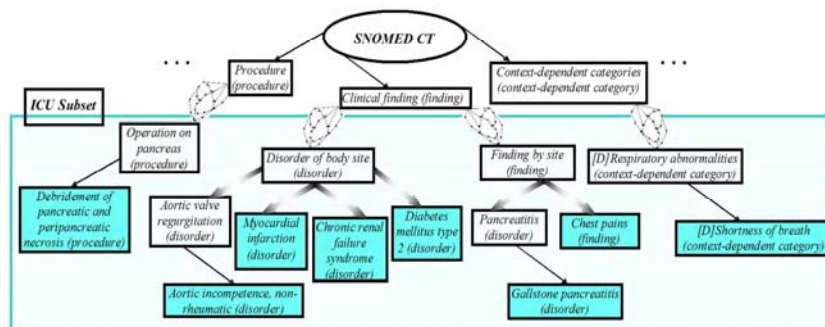 SNOMED CT
• • •
• • •
Procedure
(procedure)
Context-dependent categories
(context-dependent category)
Clinical finding (finding)
ICU Subset
Operation on
pancreas
(procedure)
Disorder of body site
(disorder)
Finding by site
(finding)
[D]Respiratory abnormalities
(context-dependent category)
Debridement of
pancreatic and
peripancreatic
necrosis (procedure)
Aortic valve
regurgitation
(disorder)
Myocardial
infarction
(disorder)
Chronic renal
failure
syndrome
(disorder)
Diabetes
mellitus type
2 (disorder)
Pancreatitis
(disorder)
Chest pains
(finding)
[D]Shortness of breath
(context-dependent category)
Aortic incompetence, non-
rheumatic (disorder)
Gallstone pancreatitis
(disorder)